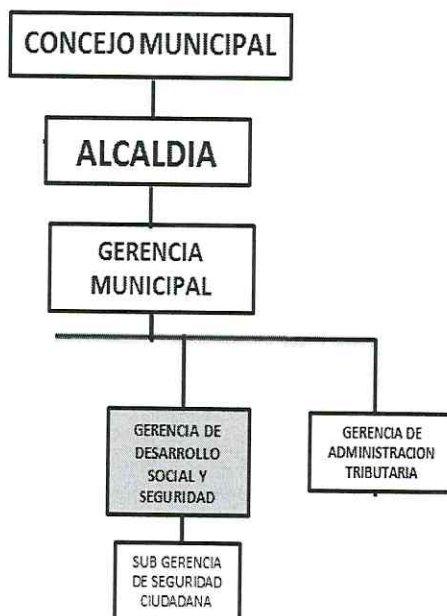 CONCEJO MUNICIPAL
ALCALDIA
GERENCIA
MUNICIPAL
GERENCIA DE
DESARROLLO
SOCIAL Y
SEGURIDAD
GERENCIA DE
ADMINISTRACION
TRIBUTARIA
SUB GERENCIA
DE SEGURIDAD
CIUDADANA